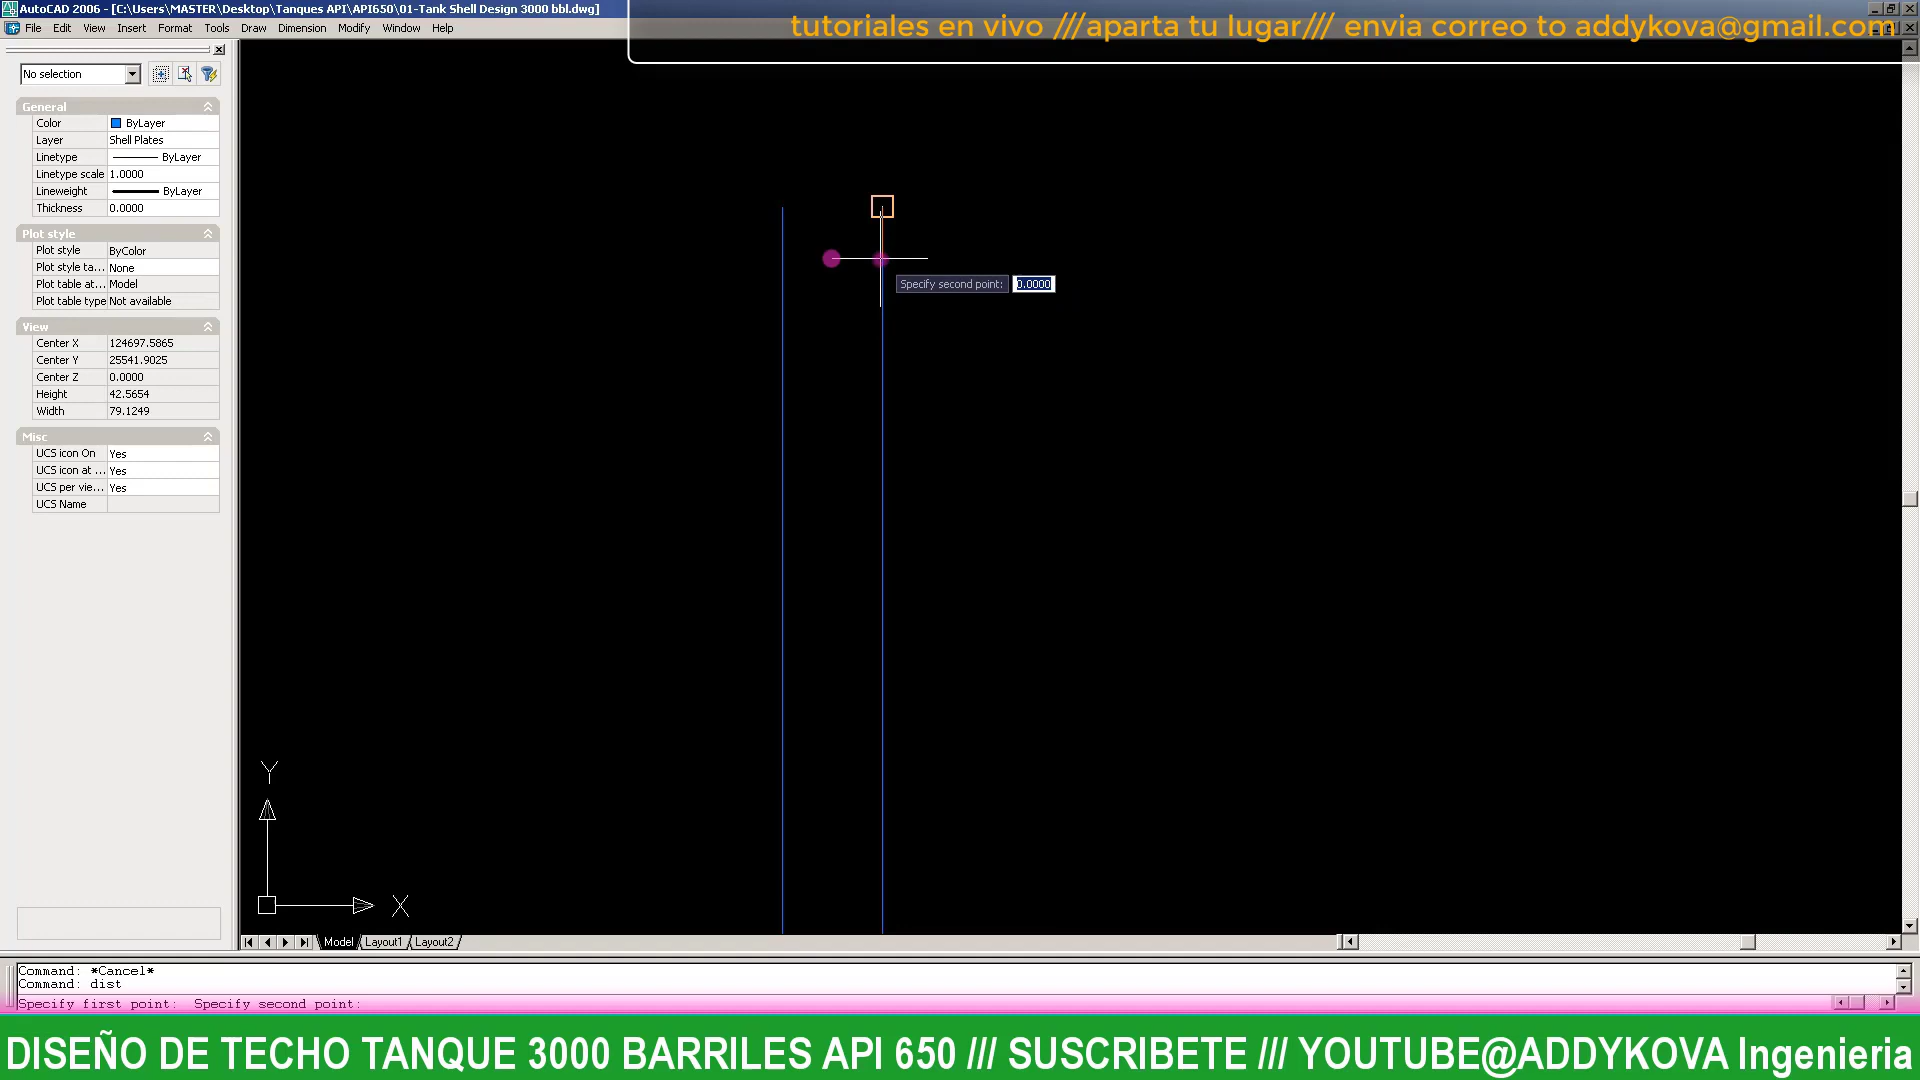 AutoCAD 2006 - [C:\Users\MASTER\Desktop\Tanques API\API650\01-Tank Shell Design 3000 bbl.dwg]
tutoriales en vivo ///aparta tu lugar/// envia correo to addykova@gmail.com
File Edit View Insert Format Tools Draw Dimension Modify Window Help
No selection
General
Color ByLayer
Layer Shell Plates
Linetype ByLayer
Linetype scale 1.0000
Lineweight ByLayer
Thickness 0.0000
Plot style
Plot style ByColor
Plot style ta... None
Plot table at... Model
Plot table type Not available
View
Center X 124697.5865
Center Y 25541.9025
Center Z 0.0000
Height 42.5654
Width 79.1249
Misc
UCS icon On Yes
UCS icon at ... Yes
UCS per vie... Yes
UCS Name
Specify second point: 0.0000
Y
X
Model Layout1 Layout2
Command: *Cancel*
Command: dist
Specify first point: Specify second point:
DISEÑO DE TECHO TANQUE 3000 BARRILES API 650 /// SUSCRIBETE /// YOUTUBE@ADDYKOVA Ingenieria